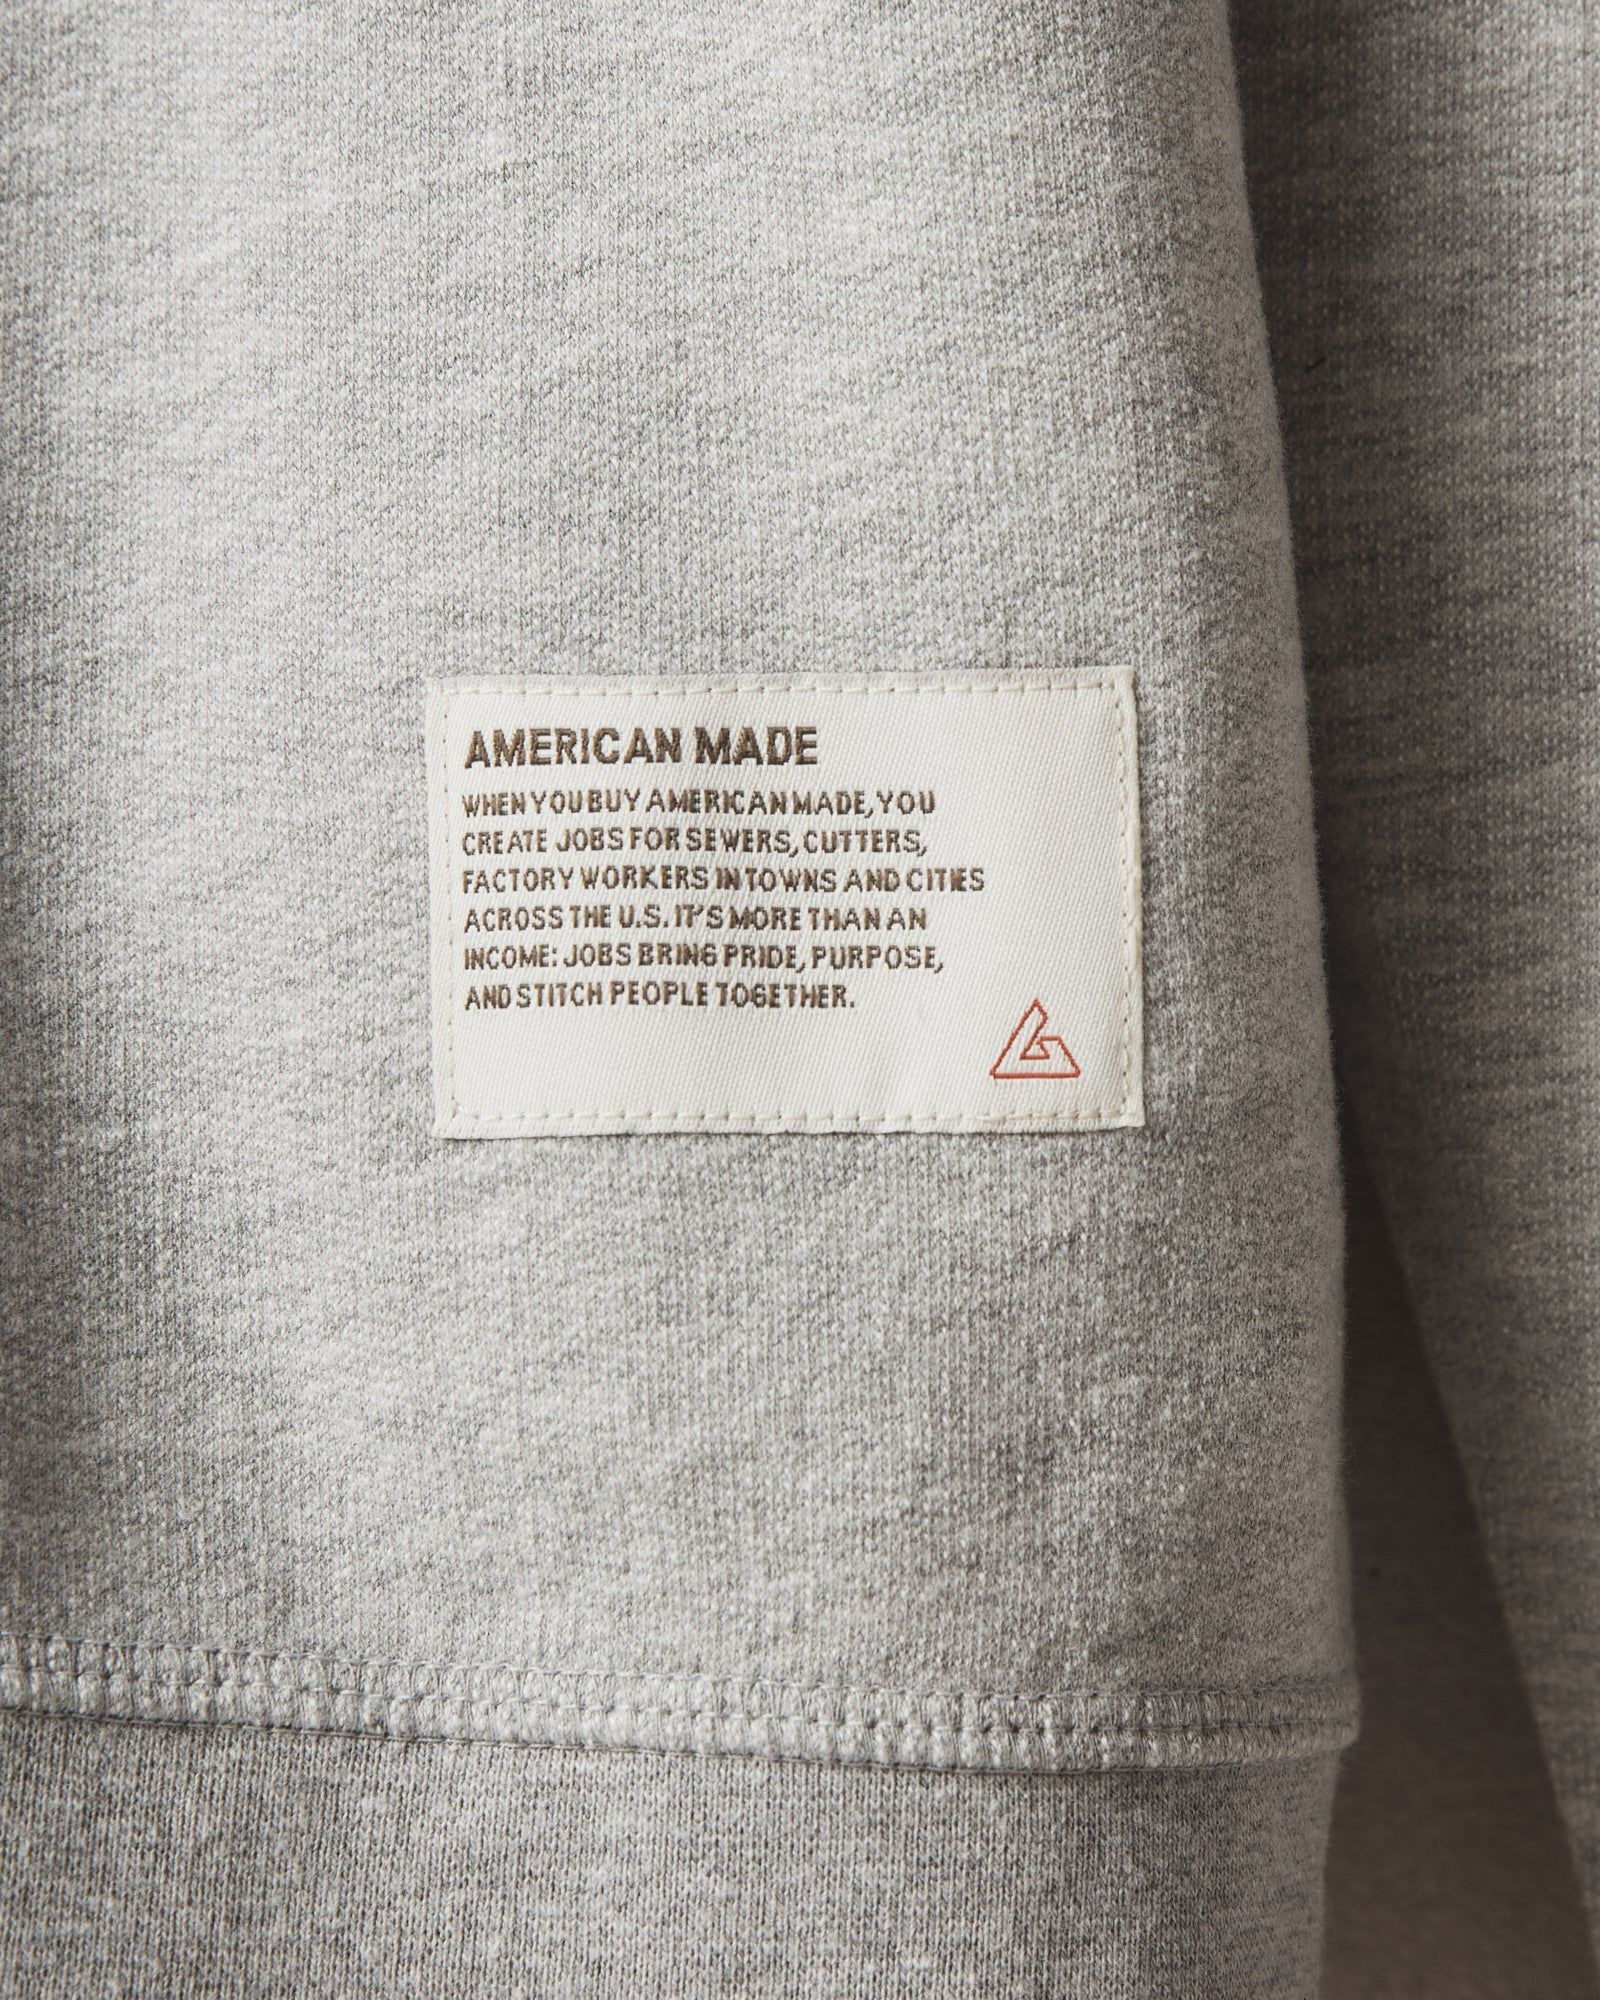 AMERICAN MADE
WHEN YOU BUY AMERICAN MADE, YOU
CREATE JOBS FOR SEWERS, CUTTERS,
FACTORY WORKERS IN TOWNS AND CITIES
ACROSS THE U.S. IT'S MORE THAN AN
INCOME: JOBS BRING PRIDE, PURPOSE,
AND STITCH PEOPLE TOGETHER.